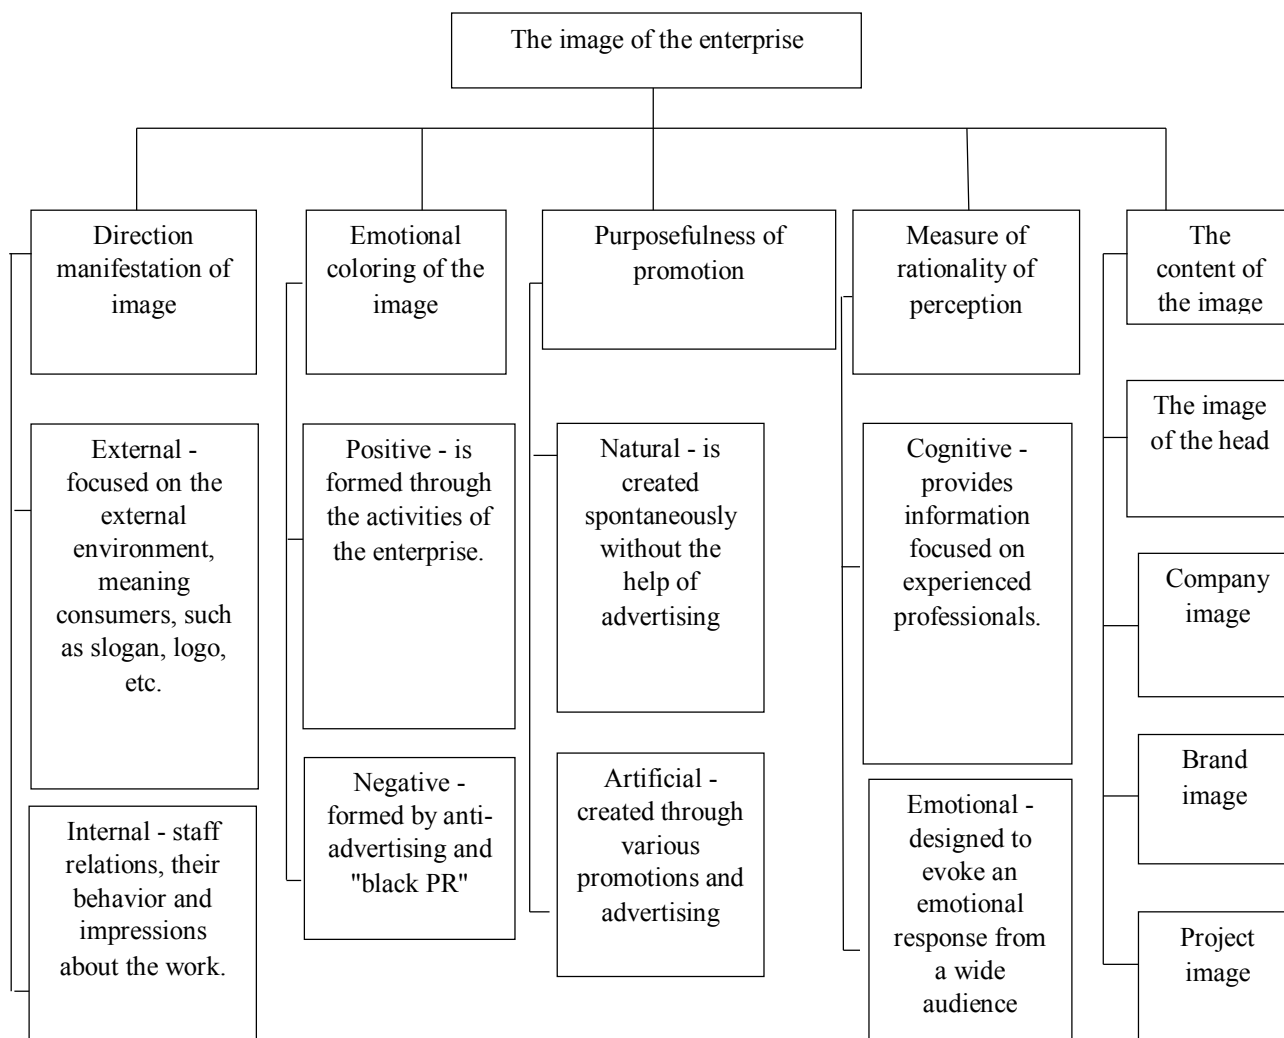 The image of the enterprise
Direction
manifestation of
image
Emotional
coloring of the
image
Purposefulness of
promotion
Measure of
rationality of
perception
The
content of
the image
External -
focused on the
external
environment,
meaning
consumers, such
as slogan, logo,
etc.
Positive - is
formed through
the activities of
the enterprise.
Natural - is
created
spontaneously
without the
help of
advertising
Cognitive -
provides
information
focused on
experienced
professionals.
The image
of the head
Company
image
Brand
image
Internal - staff
relations, their
behavior and
impressions
about the work.
Negative -
formed by anti-
advertising and
"black PR"
Artificial -
created through
various
promotions and
advertising
Emotional -
designed to
evoke an
emotional
response from
a wide
audience
Project
image